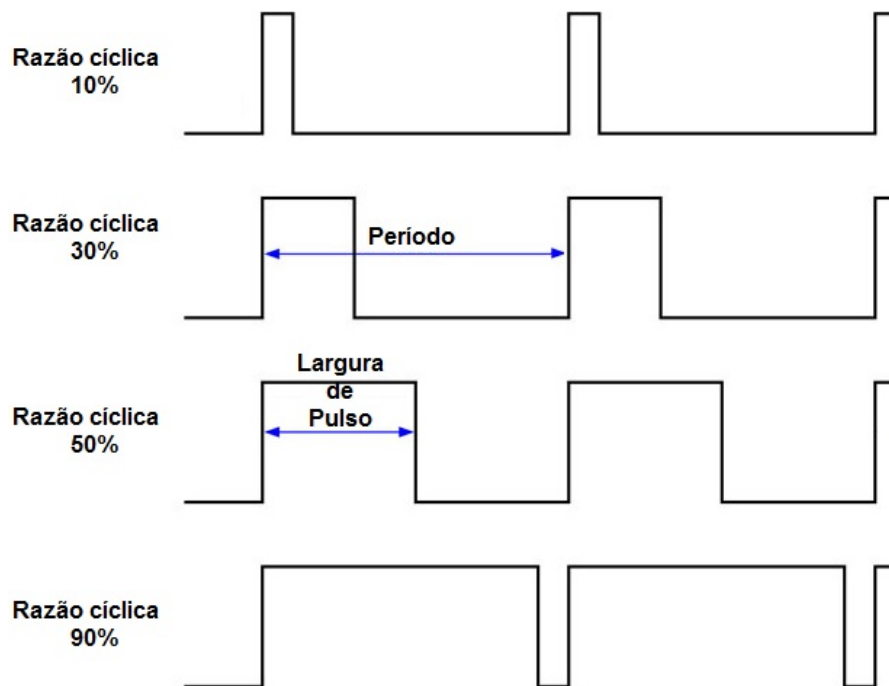 Razão cíclica
10%
Razão cíclica
30%
Período
Largura
de
Pulso
Razão cíclica
50%
Razão cíclica
90%